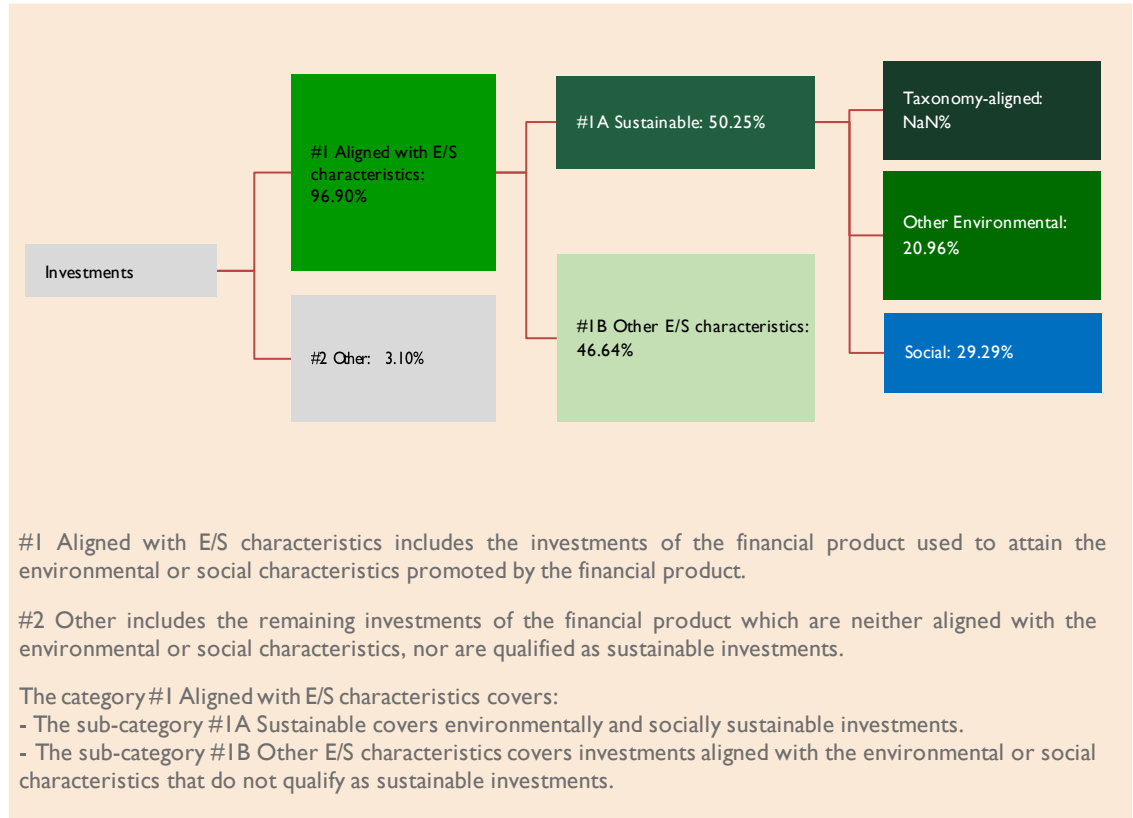 Investments
#1 Aligned with E/S
characteristics:
96.90%
#2 Other: 3.10%
#1A Sustainable: 50.25%
#1B Other E/S characteristics:
46.64%
Taxonomy-aligned:
NaN%
Other Environmental:
20.96%
Social: 29.29%
#1 Aligned with E/S characteristics includes the investments of the financial product used to attain the
environmental or social characteristics promoted by the financial product.
#2 Other includes the remaining investments of the financial product which are neither aligned with the
environmental or social characteristics, nor are qualified as sustainable investments.
The category #1 Aligned with E/S characteristics covers:
- The sub-category #1A Sustainable covers environmentally and socially sustainable investments.
- The sub-category #1B Other E/S characteristics covers investments aligned with the environmental or social
characteristics that do not qualify as sustainable investments.